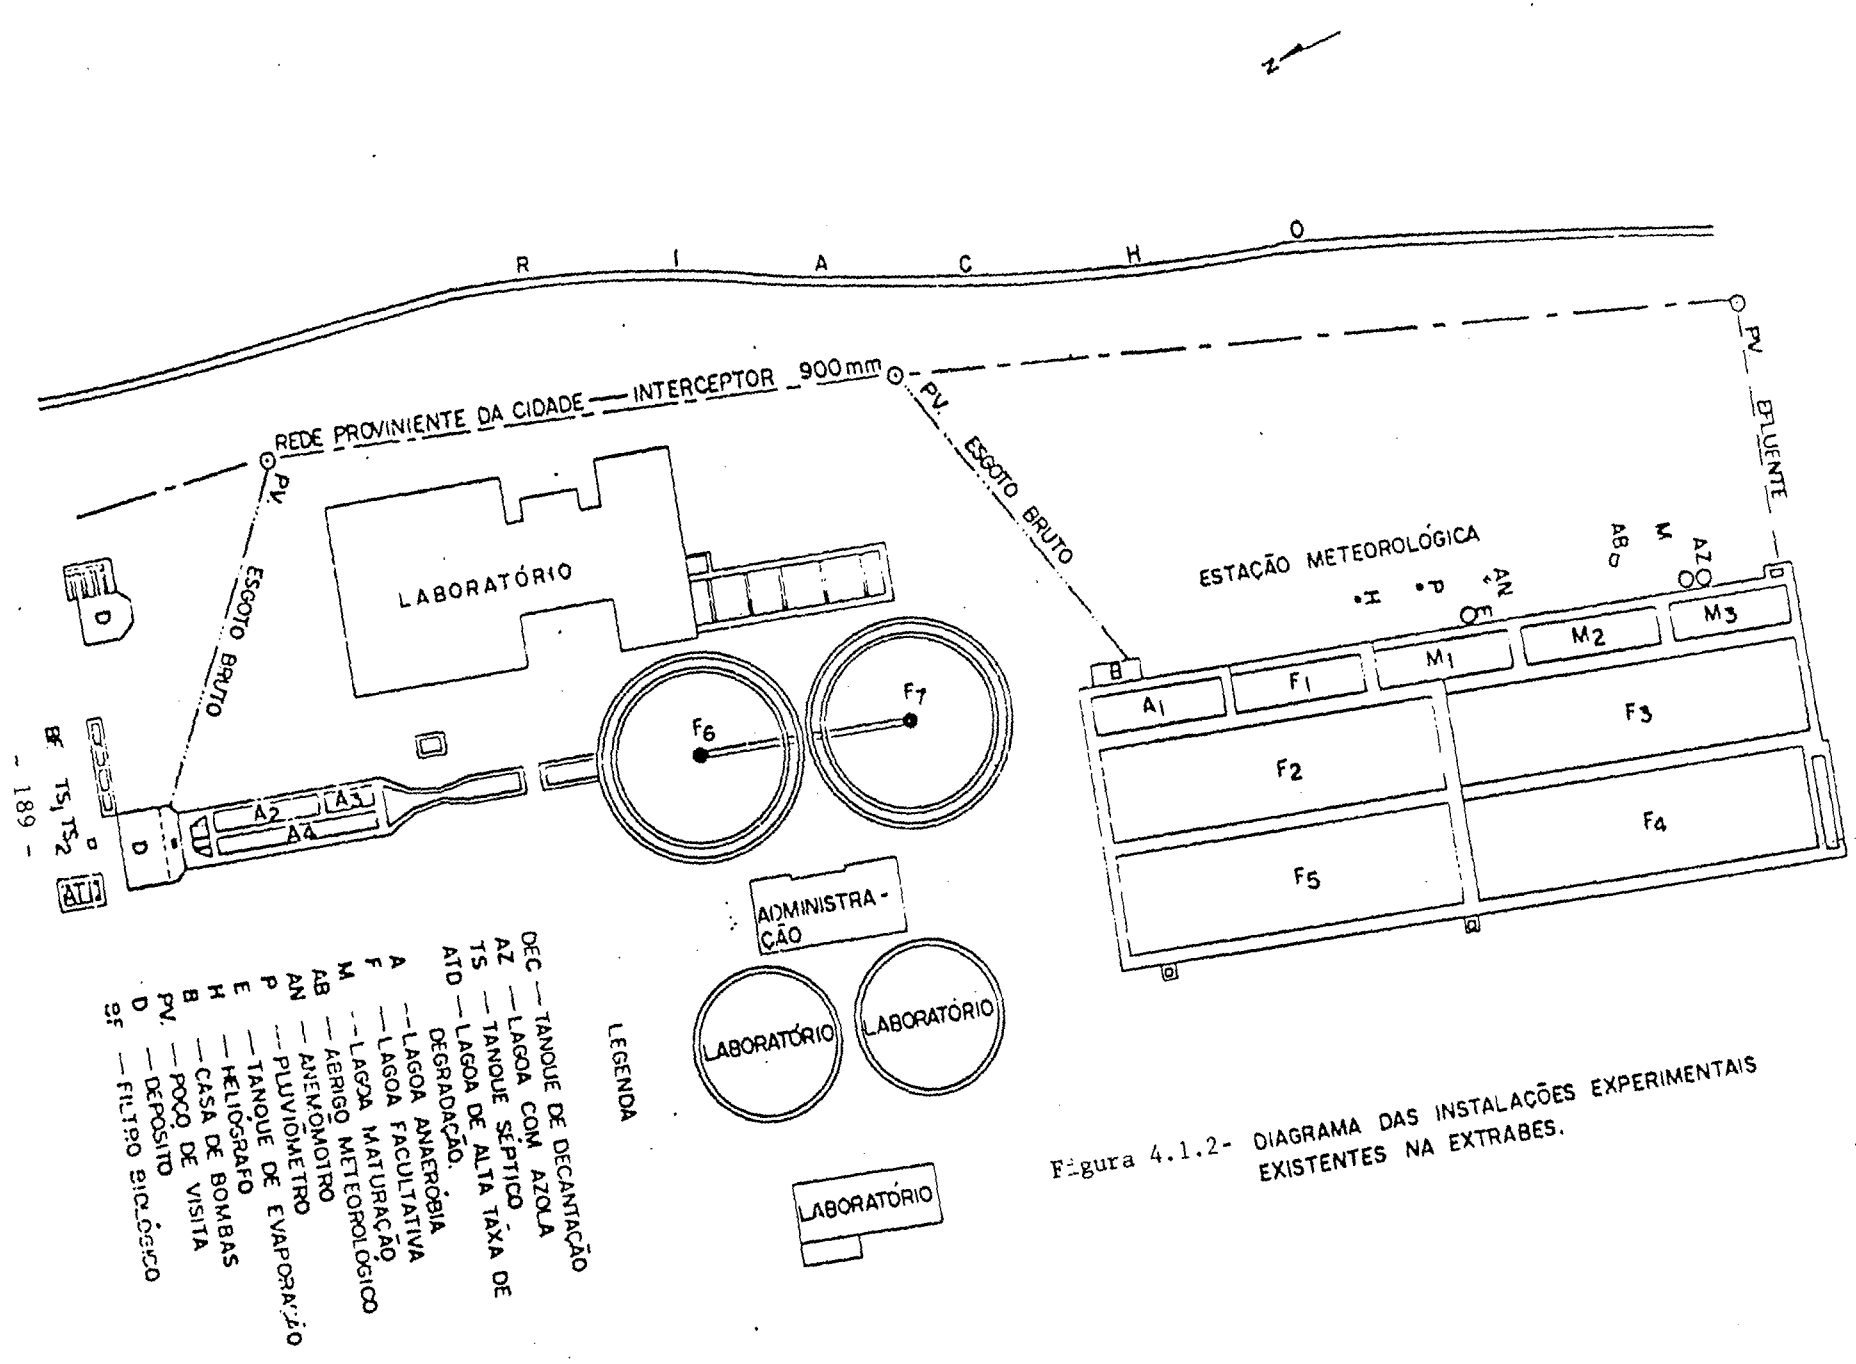 N
R I A C H O
REDE PROVINIENTE DA CIDADE — INTERCEPTOR 900mm
PV.
PV.
PV.
ESGOTO BRUTO
ESGOTO BRUTO
EFLUENTE
LABORATÓRIO
D
ESTAÇÃO METEOROLÓGICA
AB
M
AZ
AN
P
H
E
B
A1
F1
M1
M2
M3
F2
F3
F4
F5
F6
F7
BF
TS1
TS2
D
A2
A3
A4
ADMINISTRA-
ÇÃO
LABORATÓRIO
LABORATÓRIO
LABORATÓRIO
LEGENDA
DEC — TANQUE DE DECANTAÇÃO
AZ — LAGOA COM AZOLA
TS — TANQUE SÉPTICO
ATD — LAGOA DE ALTA TAXA DE
DEGRADAÇÃO.
A — LAGOA ANAERÓBIA
F — LAGOA FACULTATIVA
M — LAGOA MATURAÇÃO
AB — ABRIGO METEOROLÓGICO
AN — ANEMÔMOTRO
P — PLUVIÔMETRO
E — TANQUE DE EVAPORAÇÃO
H — HELIÓGRAFO
B — CASA DE BOMBAS
PV. — POÇO DE VISITA
D — DEPÓSITO
BF — FILTRO BIOLÓGICO
Figura 4.1.2- DIAGRAMA DAS INSTALAÇÕES EXPERIMENTAIS
EXISTENTES NA EXTRABES.
- 189 -